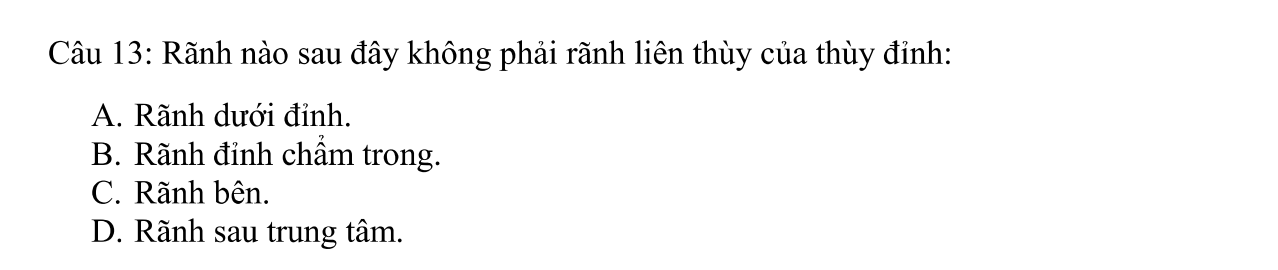 Câu 13: Rãnh nào sau đây không phải rãnh liên thùy của thùy đỉnh:
A. Rãnh dưới đỉnh.
B. Rãnh đỉnh chẩm trong.
C. Rãnh bên.
D. Rãnh sau trung tâm.